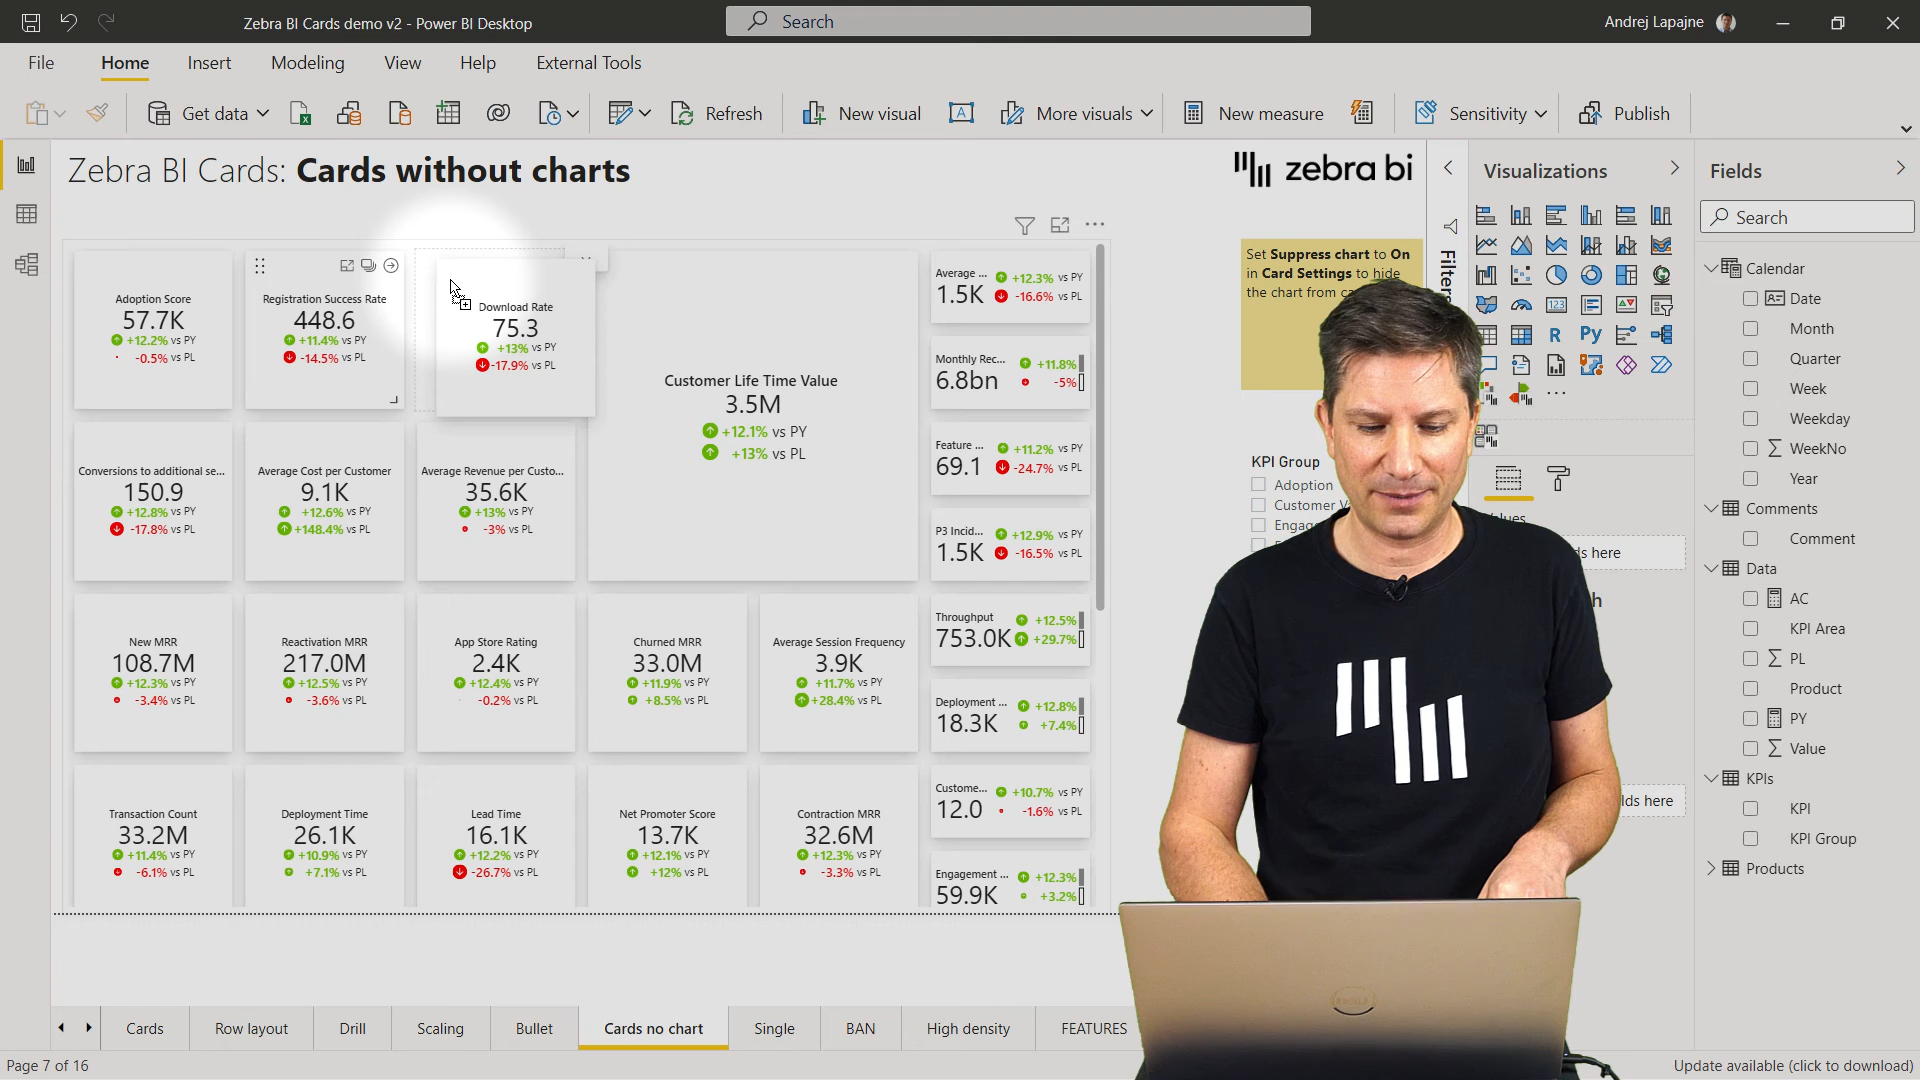 Zebra BI Cards demo v2 - Power BI Desktop
Search
Andrej Lapajne
File
Home
Insert
Modeling
View
Help
External Tools
Get data
Refresh
New visual
More visuals
New measure
Sensitivity
Publish
Zebra BI Cards: Cards without charts
zebra bi
Adoption Score
57.7K
+12.2% vs PY
-0.5% vs PL
Registration Success Rate
448.6
+11.4% vs PY
-14.5% vs PL
Download Rate
75.3
+13% vs PY
-17.9% vs PL
Customer Life Time Value
3.5M
+12.1% vs PY
+13% vs PL
Conversions to additional se...
150.9
+12.8% vs PY
-17.8% vs PL
Average Cost per Customer
9.1K
+12.6% vs PY
+148.4% vs PL
Average Revenue per Custo...
35.6K
+13% vs PY
-3% vs PL
New MRR
108.7M
+12.3% vs PY
-3.4% vs PL
Reactivation MRR
217.0M
+12.5% vs PY
-3.6% vs PL
App Store Rating
2.4K
+12.4% vs PY
-0.2% vs PL
Churned MRR
33.0M
+11.9% vs PY
+8.5% vs PL
Average Session Frequency
3.9K
+11.7% vs PY
+28.4% vs PL
Transaction Count
33.2M
+11.4% vs PY
-6.1% vs PL
Deployment Time
26.1K
+10.9% vs PY
+7.1% vs PL
Lead Time
16.1K
+12.2% vs PY
-26.7% vs PL
Net Promoter Score
13.7K
+12.1% vs PY
+12% vs PL
Contraction MRR
32.6M
+12.3% vs PY
-3.3% vs PL
Average ...
1.5K
+12.3% vs PY
-16.6% vs PL
Monthly Rec...
6.8bn
+11.8%
-5%
Feature ...
69.1
+11.2% vs PY
-24.7% vs PL
P3 Incid...
1.5K
+12.9% vs PY
-16.5% vs PL
Throughput
753.0K
+12.5%
+29.7%
Deployment ...
18.3K
+12.8%
+7.4%
Custome...
12.0
+10.7% vs PY
-1.6% vs PL
Engagement ...
59.9K
+12.3%
+3.2%
Set Suppress chart to On
in Card Settings to hide
the chart from ca
KPI Group
Adoption
Customer V
Engag
Filters
Visualizations
R
Py
123
ds here
lds here
Fields
Search
Calendar
Date
Month
Quarter
Week
Weekday
WeekNo
Year
Comments
Comment
Data
AC
KPI Area
PL
Product
PY
Value
KPIs
KPI
KPI Group
Products
DELL
Cards
Row layout
Drill
Scaling
Bullet
Cards no chart
Single
BAN
High density
FEATURES
Page 7 of 16
Update available (click to download)